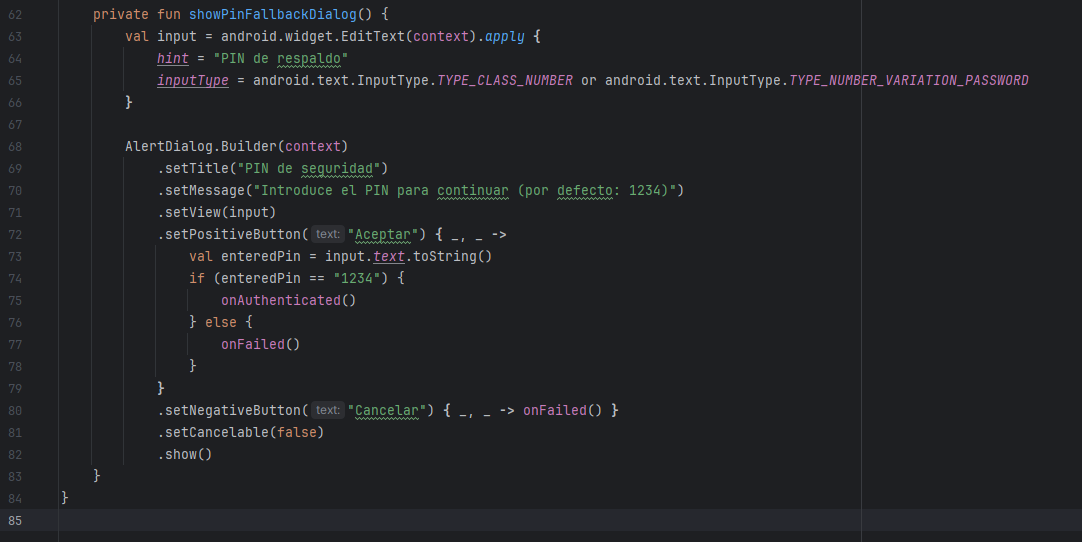 62 private fun showPinFallbackDialog() {
63 val input = android.widget.EditText(context).apply {
64 hint = "PIN de respaldo"
65 inputType = android.text.InputType.TYPE_CLASS_NUMBER or android.text.InputType.TYPE_NUMBER_VARIATION_PASSWORD
66 }
67
68 AlertDialog.Builder(context)
69 .setTitle("PIN de seguridad")
70 .setMessage("Introduce el PIN para continuar (por defecto: 1234)")
71 .setView(input)
72 .setPositiveButton( text: "Aceptar") { _, _ ->
73 val enteredPin = input.text.toString()
74 if (enteredPin == "1234") {
75 onAuthenticated()
76 } else {
77 onFailed()
78 }
79 }
80 .setNegativeButton( text: "Cancelar") { _, _ -> onFailed() }
81 .setCancelable(false)
82 .show()
83 }
84 }
85